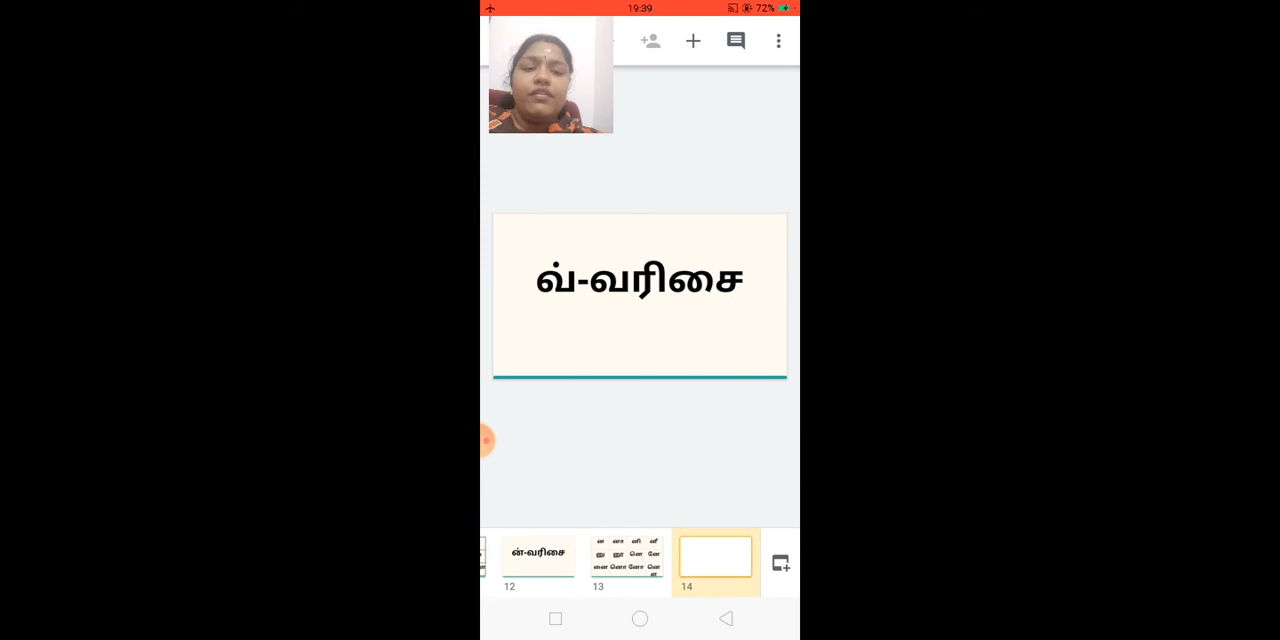 19:39
72%
வ்-வரிசை
ன்-வரிசை
ன னா னி னீ
னு னூ னெ னே
னை னொ னோ னௌ
12
13
14